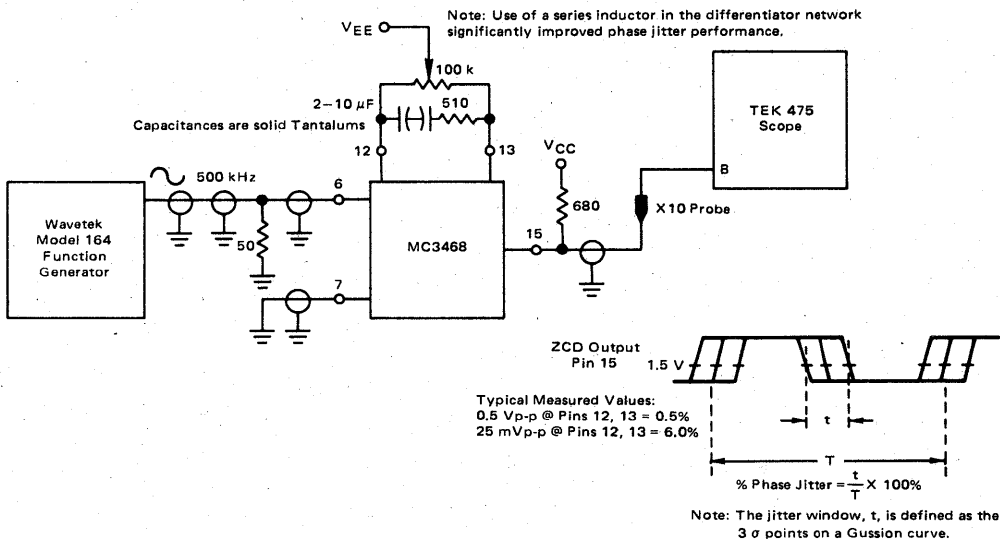 Note: Use of a series inductor in the differentiator network
significantly improved phase jitter performance.
VEE
100 k
2–10 µF
510
Capacitances are solid Tantalums
12
13
TEK 475
Scope
B
VCC
680
X10 Probe
500 kHz
6
Wavetek
Model 164
Function
Generator
50
MC3468
15
7
ZCD Output
Pin 15
1.5 V
Typical Measured Values:
0.5 Vp-p @ Pins 12, 13 = 0.5%
25 mVp-p @ Pins 12, 13 = 6.0%
t
T
% Phase Jitter = t/T X 100%
Note: The jitter window, t, is defined as the
3 σ points on a Gussion curve.